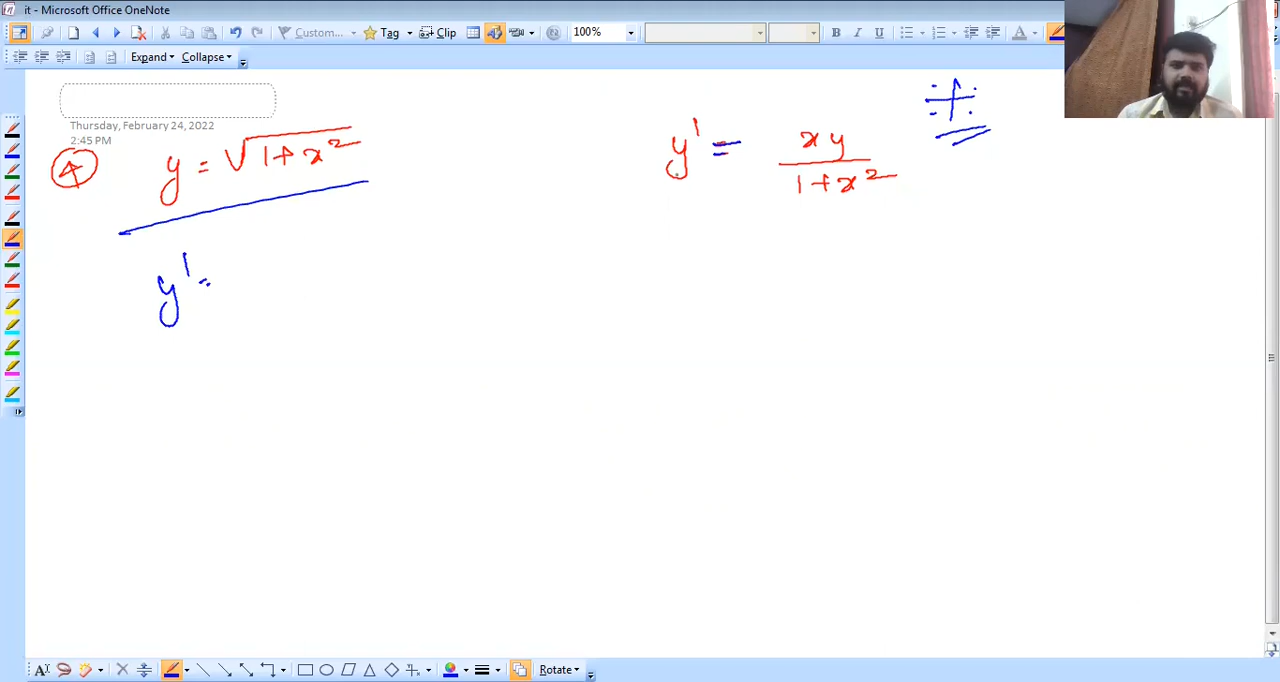 it - Microsoft Office OneNote
Custom... Tag Clip 100% B I U A
Expand Collapse
Thursday, February 24, 2022
2:45 PM
④ y = √1+x²
y' = xy / 1+x²
y' =
A Rotate